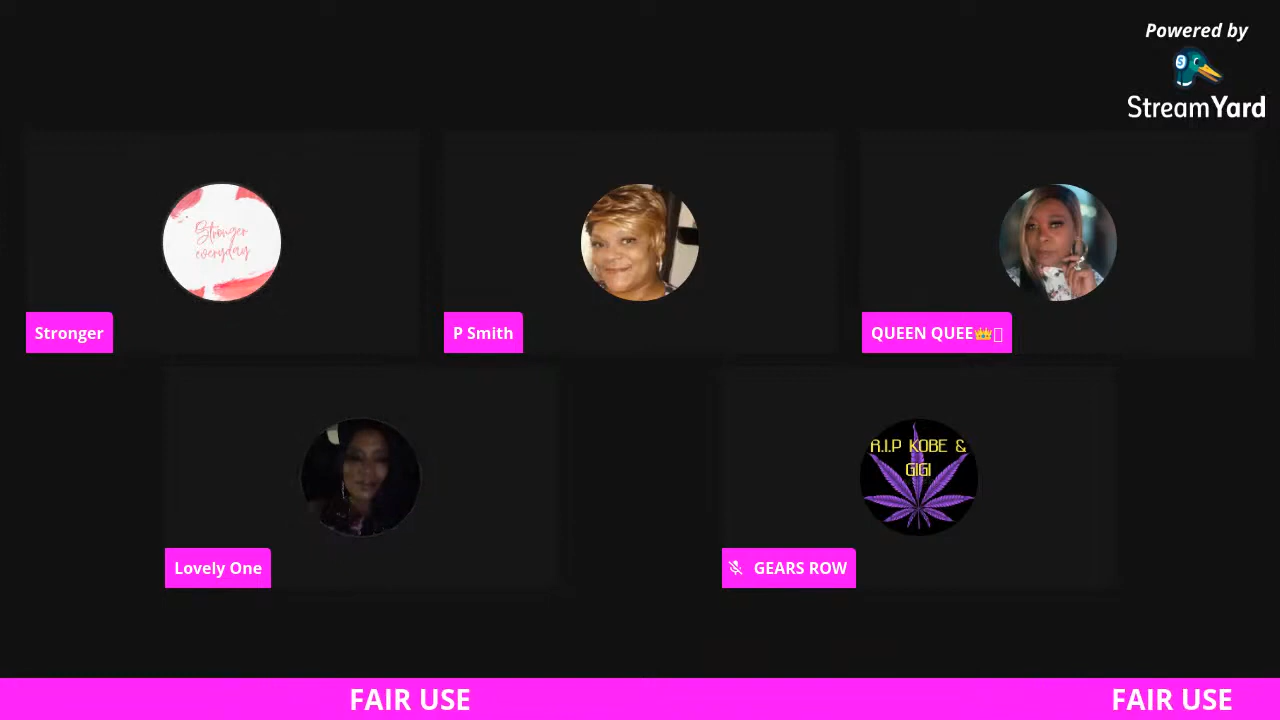 Powered by
StreamYard
Stronger
everyday
Stronger
P Smith
QUEEN QUEE👑
R.I.P KOBE &
GIGI
Lovely One
GEARS ROW
FAIR USE
FAIR USE